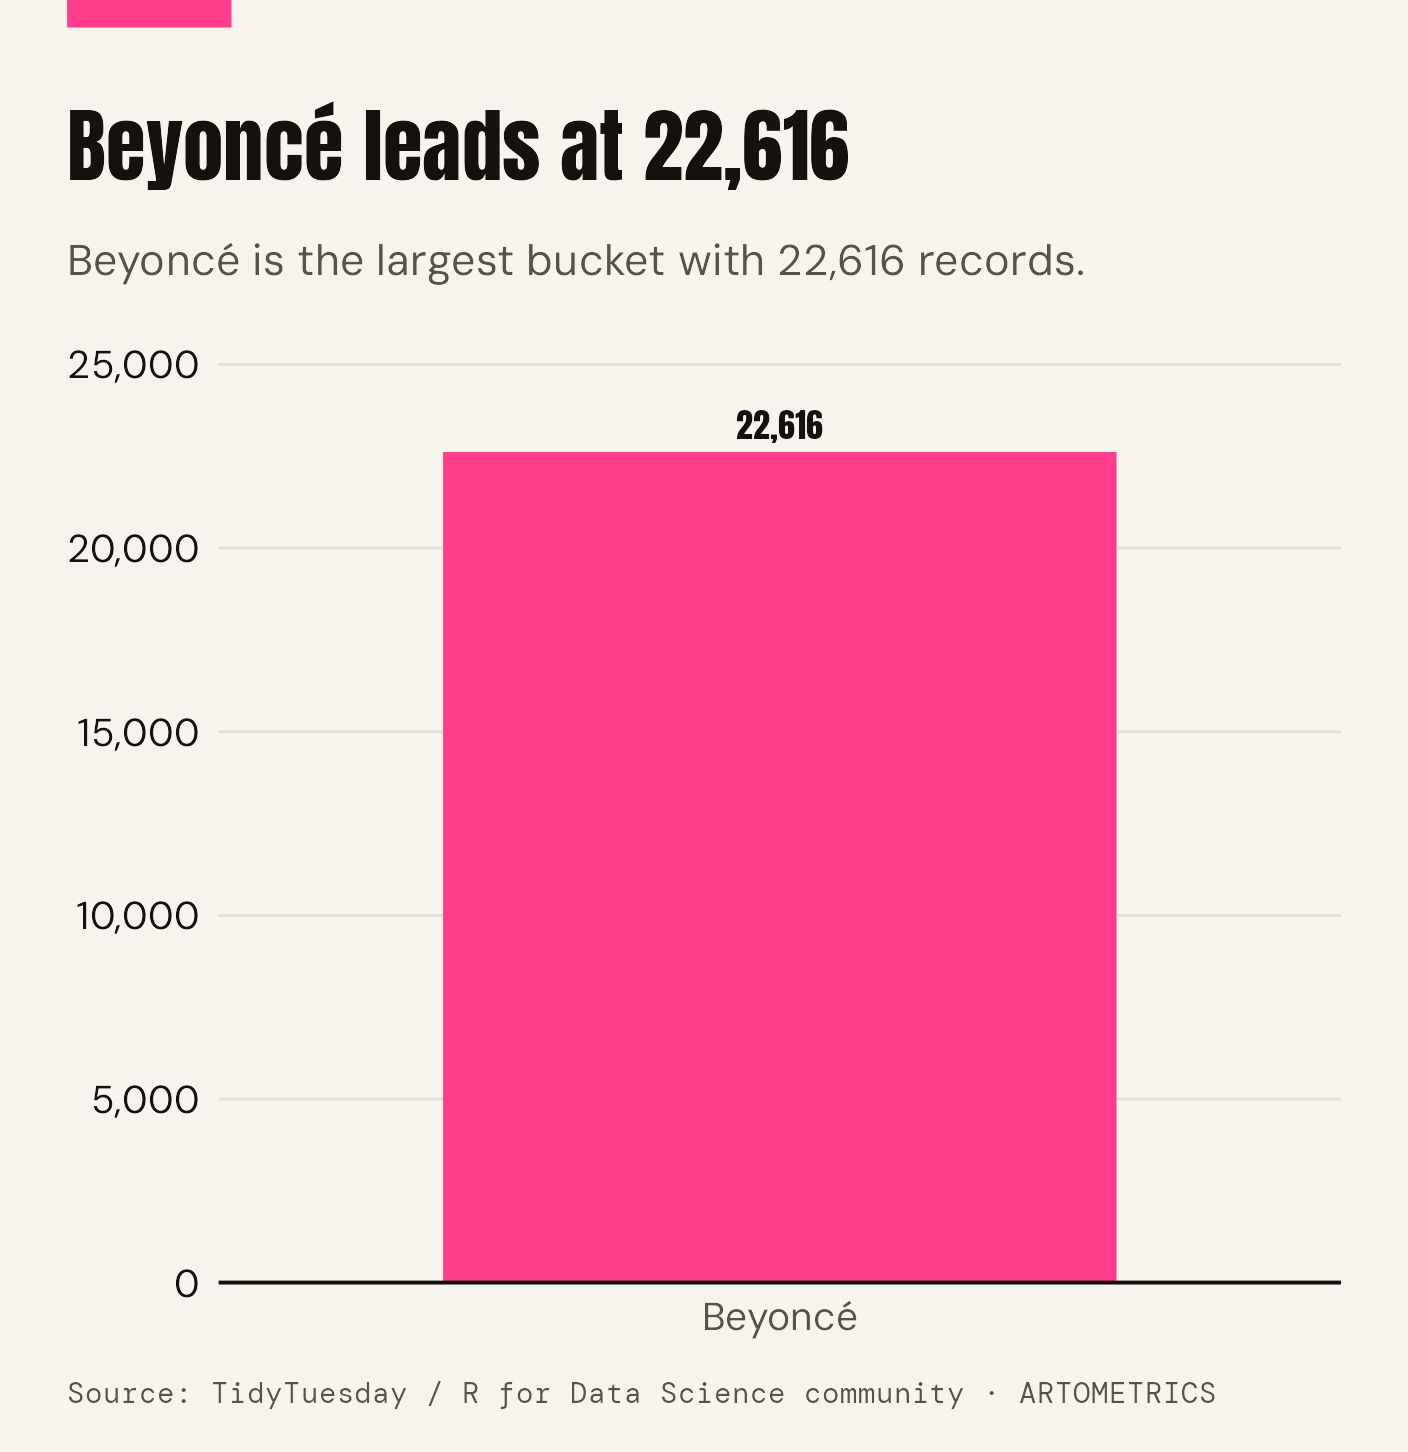 Beyoncé leads at 22,616
Beyoncé is the largest bucket with 22,616 records.
25,000
22,616
20,000
15,000
10,000
5,000
0
Beyoncé
Source: TidyTuesday / R for Data Science community · ARTOMETRICS